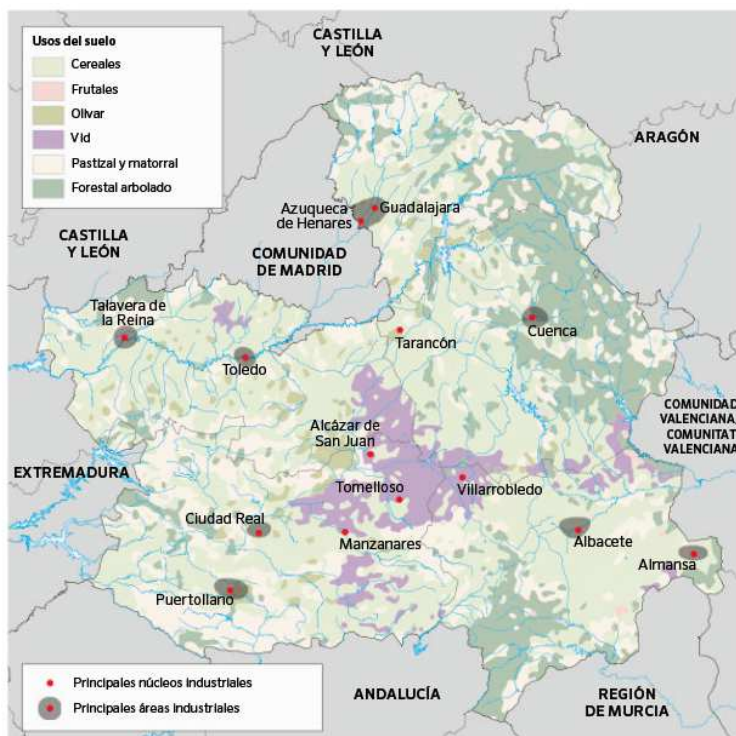 Usos del suelo
Cereales
Frutales
Olivar
Vid
Pastizal y matorral
Forestal arbolado
CASTILLA
Y LEÓN
ARAGÓN
Azuqueca
de Henares
Guadalajara
CASTILLA
Y LEÓN
COMUNIDAD
DE MADRID
Talavera de
la Reina
Toledo
Tarancón
Cuenca
Alcázar de
San Juan
COMUNIDAD
VALENCIANA/
COMUNITAT
VALENCIANA
EXTREMADURA
Tomelloso
Villarrobledo
Ciudad Real
Manzanares
Albacete
Almansa
Puertollano
Principales núcleos industriales
Principales áreas industriales
ANDALUCÍA
REGIÓN
DE MURCIA